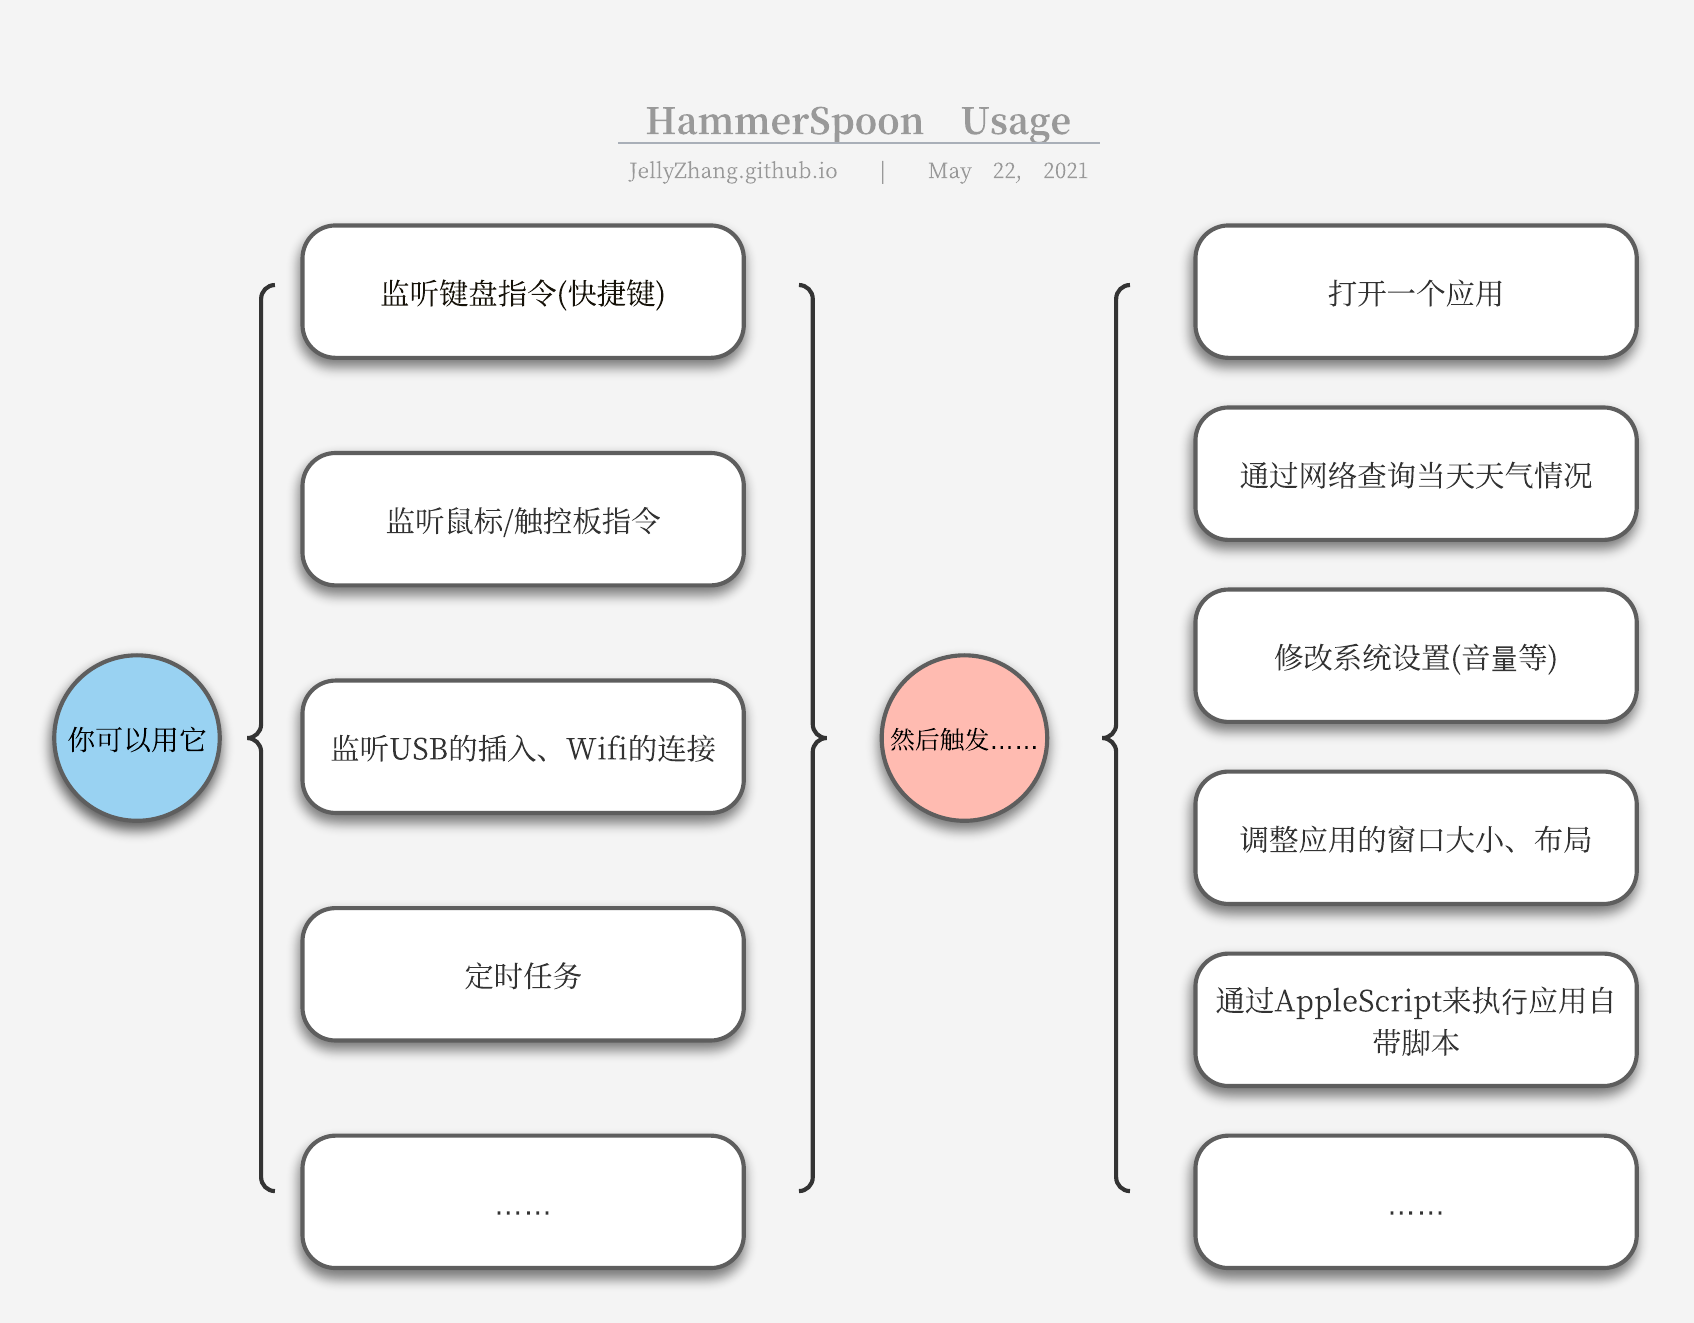 HammerSpoon Usage
JellyZhang.github.io | May 22, 2021
你可以用它
监听键盘指令(快捷键)
监听鼠标/触控板指令
监听USB的插入、Wifi的连接
定时任务
……
然后触发……
打开一个应用
通过网络查询当天天气情况
修改系统设置(音量等)
调整应用的窗口大小、布局
通过AppleScript来执行应用自
带脚本
……